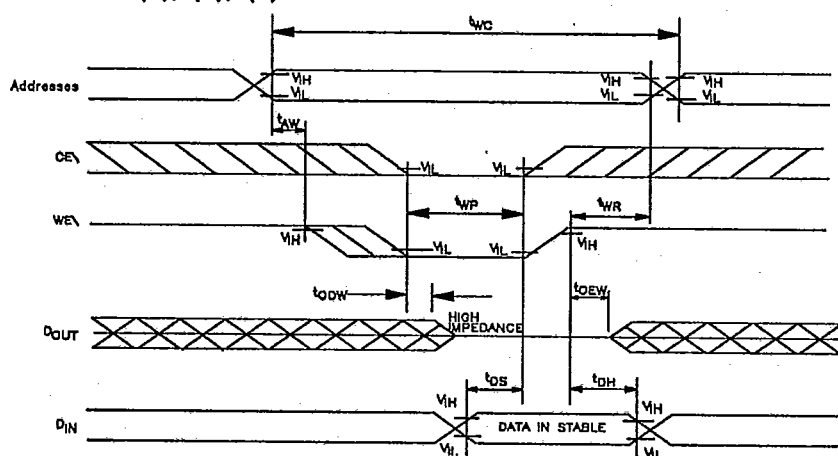 tWC
Addresses
VIH
VIL
VIH
VIL
VIH
VIL
tAW
CE\
VIL
VIL
tWP
tWR
WE\
VIH
VIL
VIL
VIH
tODW
tOEW
DOUT
HIGH
IMPEDANCE
tDS
tDH
DIN
VIH
VIL
DATA IN STABLE
VIH
VIL